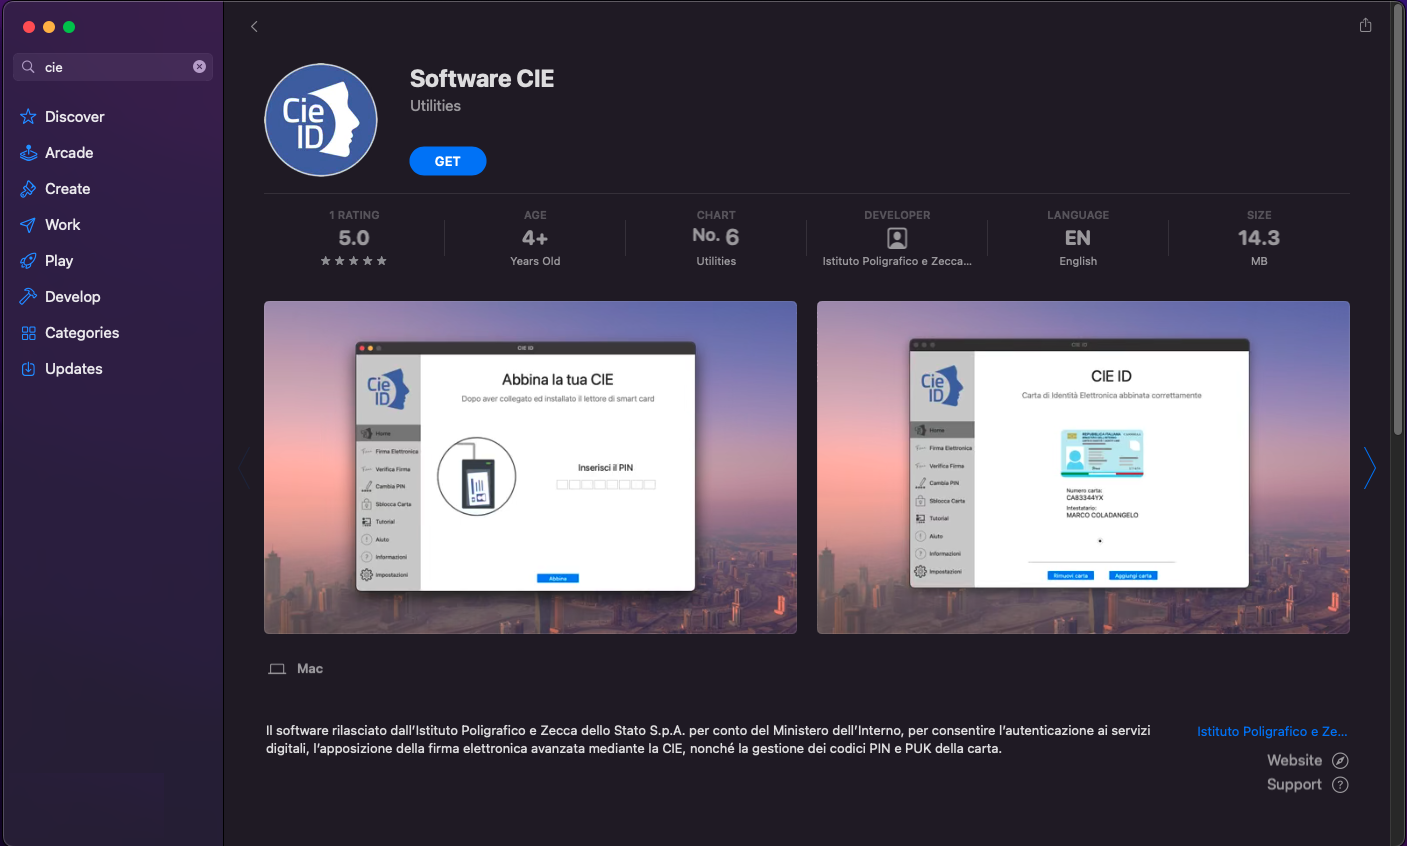 cie
Discover
Arcade
Create
Work
Play
Develop
Categories
Updates
Cie
ID
Software CIE
Utilities
GET
1 RATING
5.0
★★★★★
AGE
4+
Years Old
CHART
No. 6
Utilities
DEVELOPER
Istituto Poligrafico e Zecca...
LANGUAGE
EN
English
SIZE
14.3
MB
CIE ID
Cie
ID
Home
Firma Elettronica
Verifica Firma
Cambia PIN
Sblocca Carta
Tutorial
Aiuto
Informazioni
Impostazioni
Abbina la tua CIE
Dopo aver collegato ed installato il lettore di smart card
Inserisci il PIN
Abbina
CIE ID
Cie
ID
Home
Firma Elettronica
Verifica Firma
Cambia PIN
Sblocca Carta
Tutorial
Aiuto
Informazioni
Impostazioni
CIE ID
Carta di Identità Elettronica abbinata correttamente
REPUBBLICA ITALIANA
Numero carta:
CA83344YX
Intestatario:
MARCO COLADANGELO
Rimuovi carta
Aggiungi carta
Mac
Il software rilasciato dall'Istituto Poligrafico e Zecca dello Stato S.p.A. per conto del Ministero dell'Interno, per consentire l'autenticazione ai servizi
digitali, l'apposizione della firma elettronica avanzata mediante la CIE, nonché la gestione dei codici PIN e PUK della carta.
Istituto Poligrafico e Ze...
Website
Support